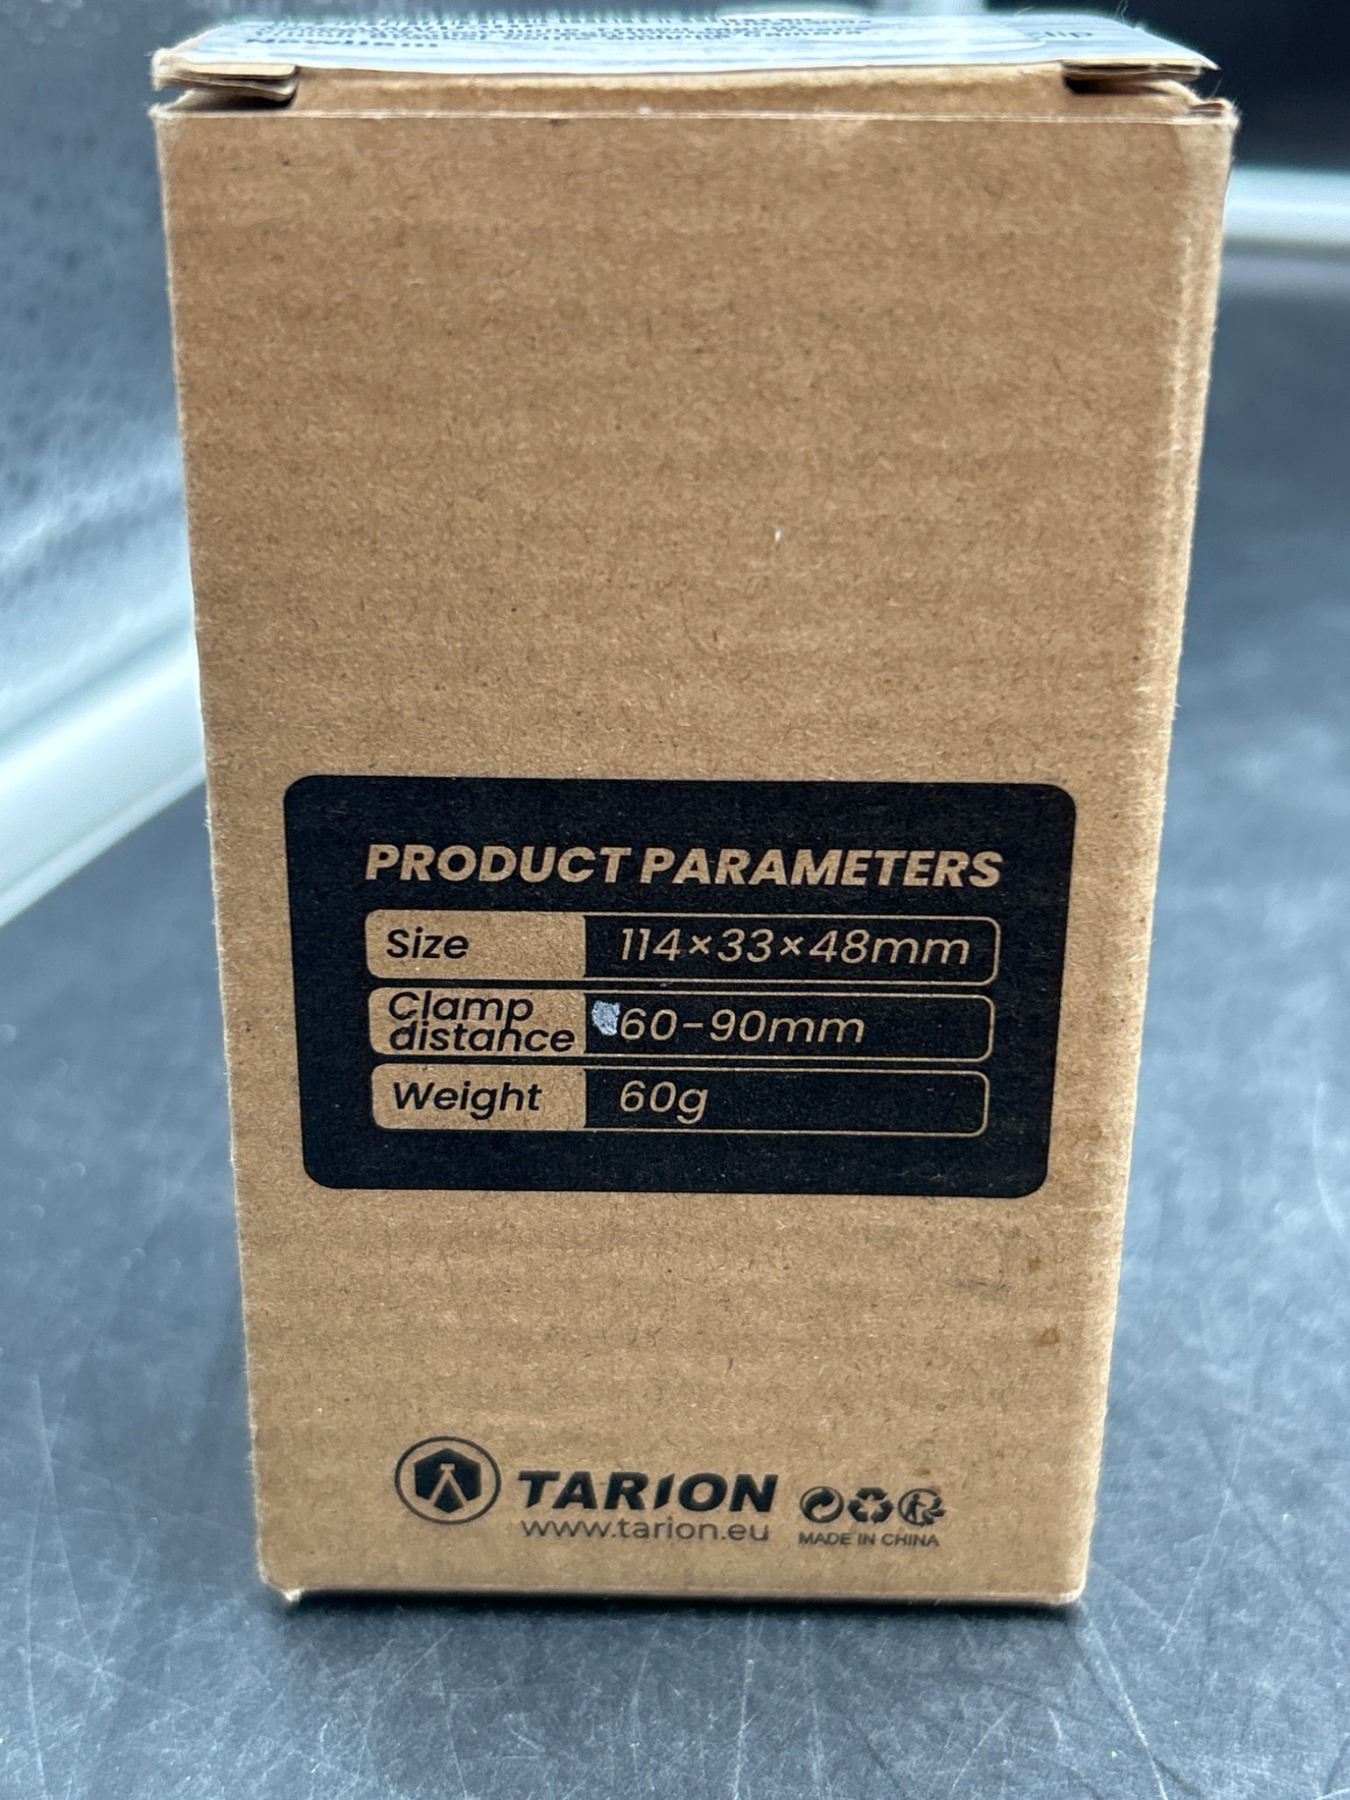 PRODUCT PARAMETERS
Size 114×33×48mm
Clamp distance 60-90mm
Weight 60g
TARION
www.tarion.eu
MADE IN CHINA